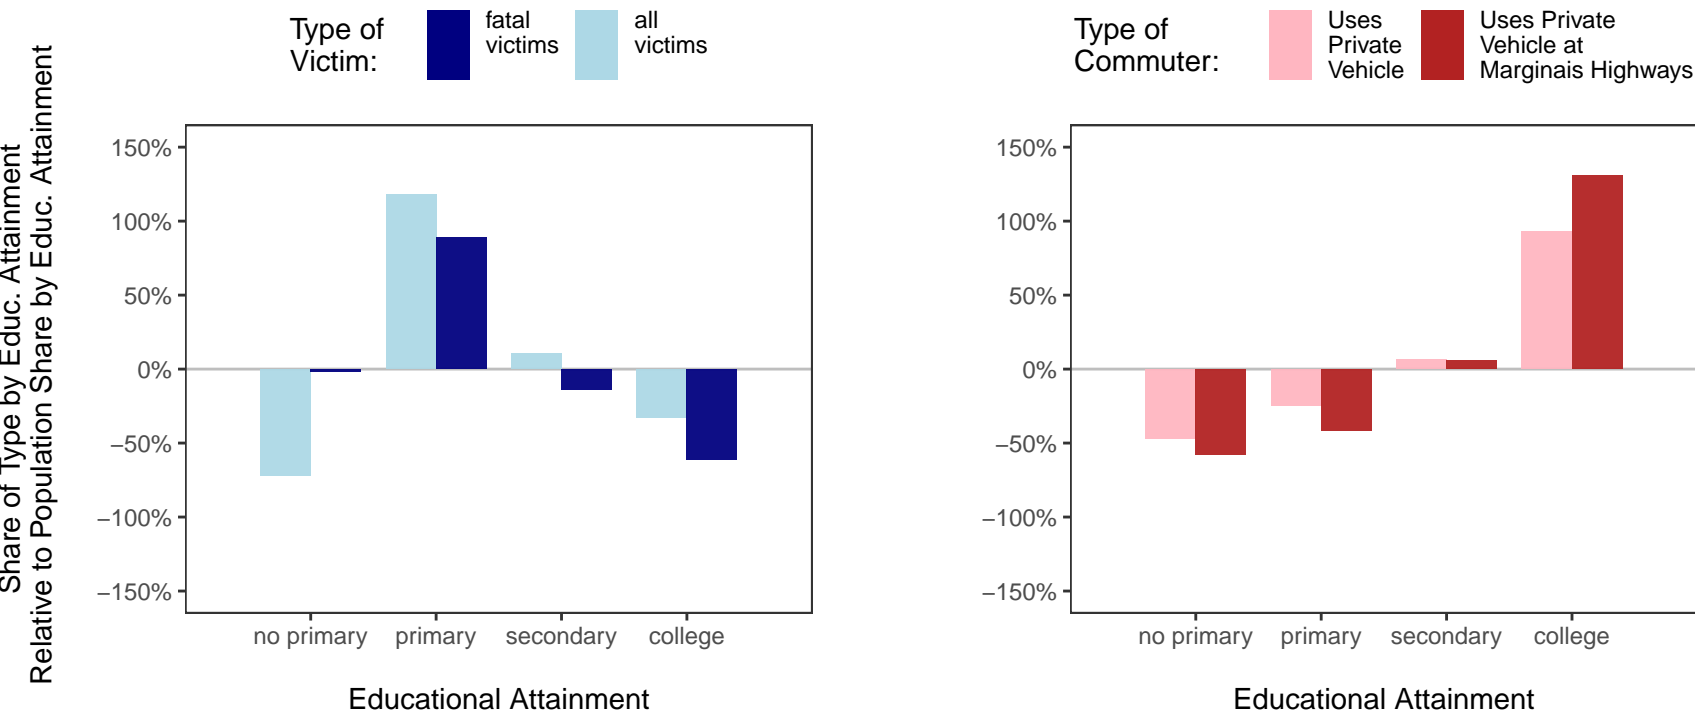 Share of Type by Educ. Attainment
Relative to Population Share by Educ. Attainment
Type of
Victim:
fatal
victims
all
victims
150%
100%
50%
0%
−50%
−100%
−150%
no primary primary secondary college
Educational Attainment
Type of
Commuter:
Uses
Private
Vehicle
Uses Private
Vehicle at
Marginais Highways
150%
100%
50%
0%
−50%
−100%
−150%
no primary primary secondary college
Educational Attainment